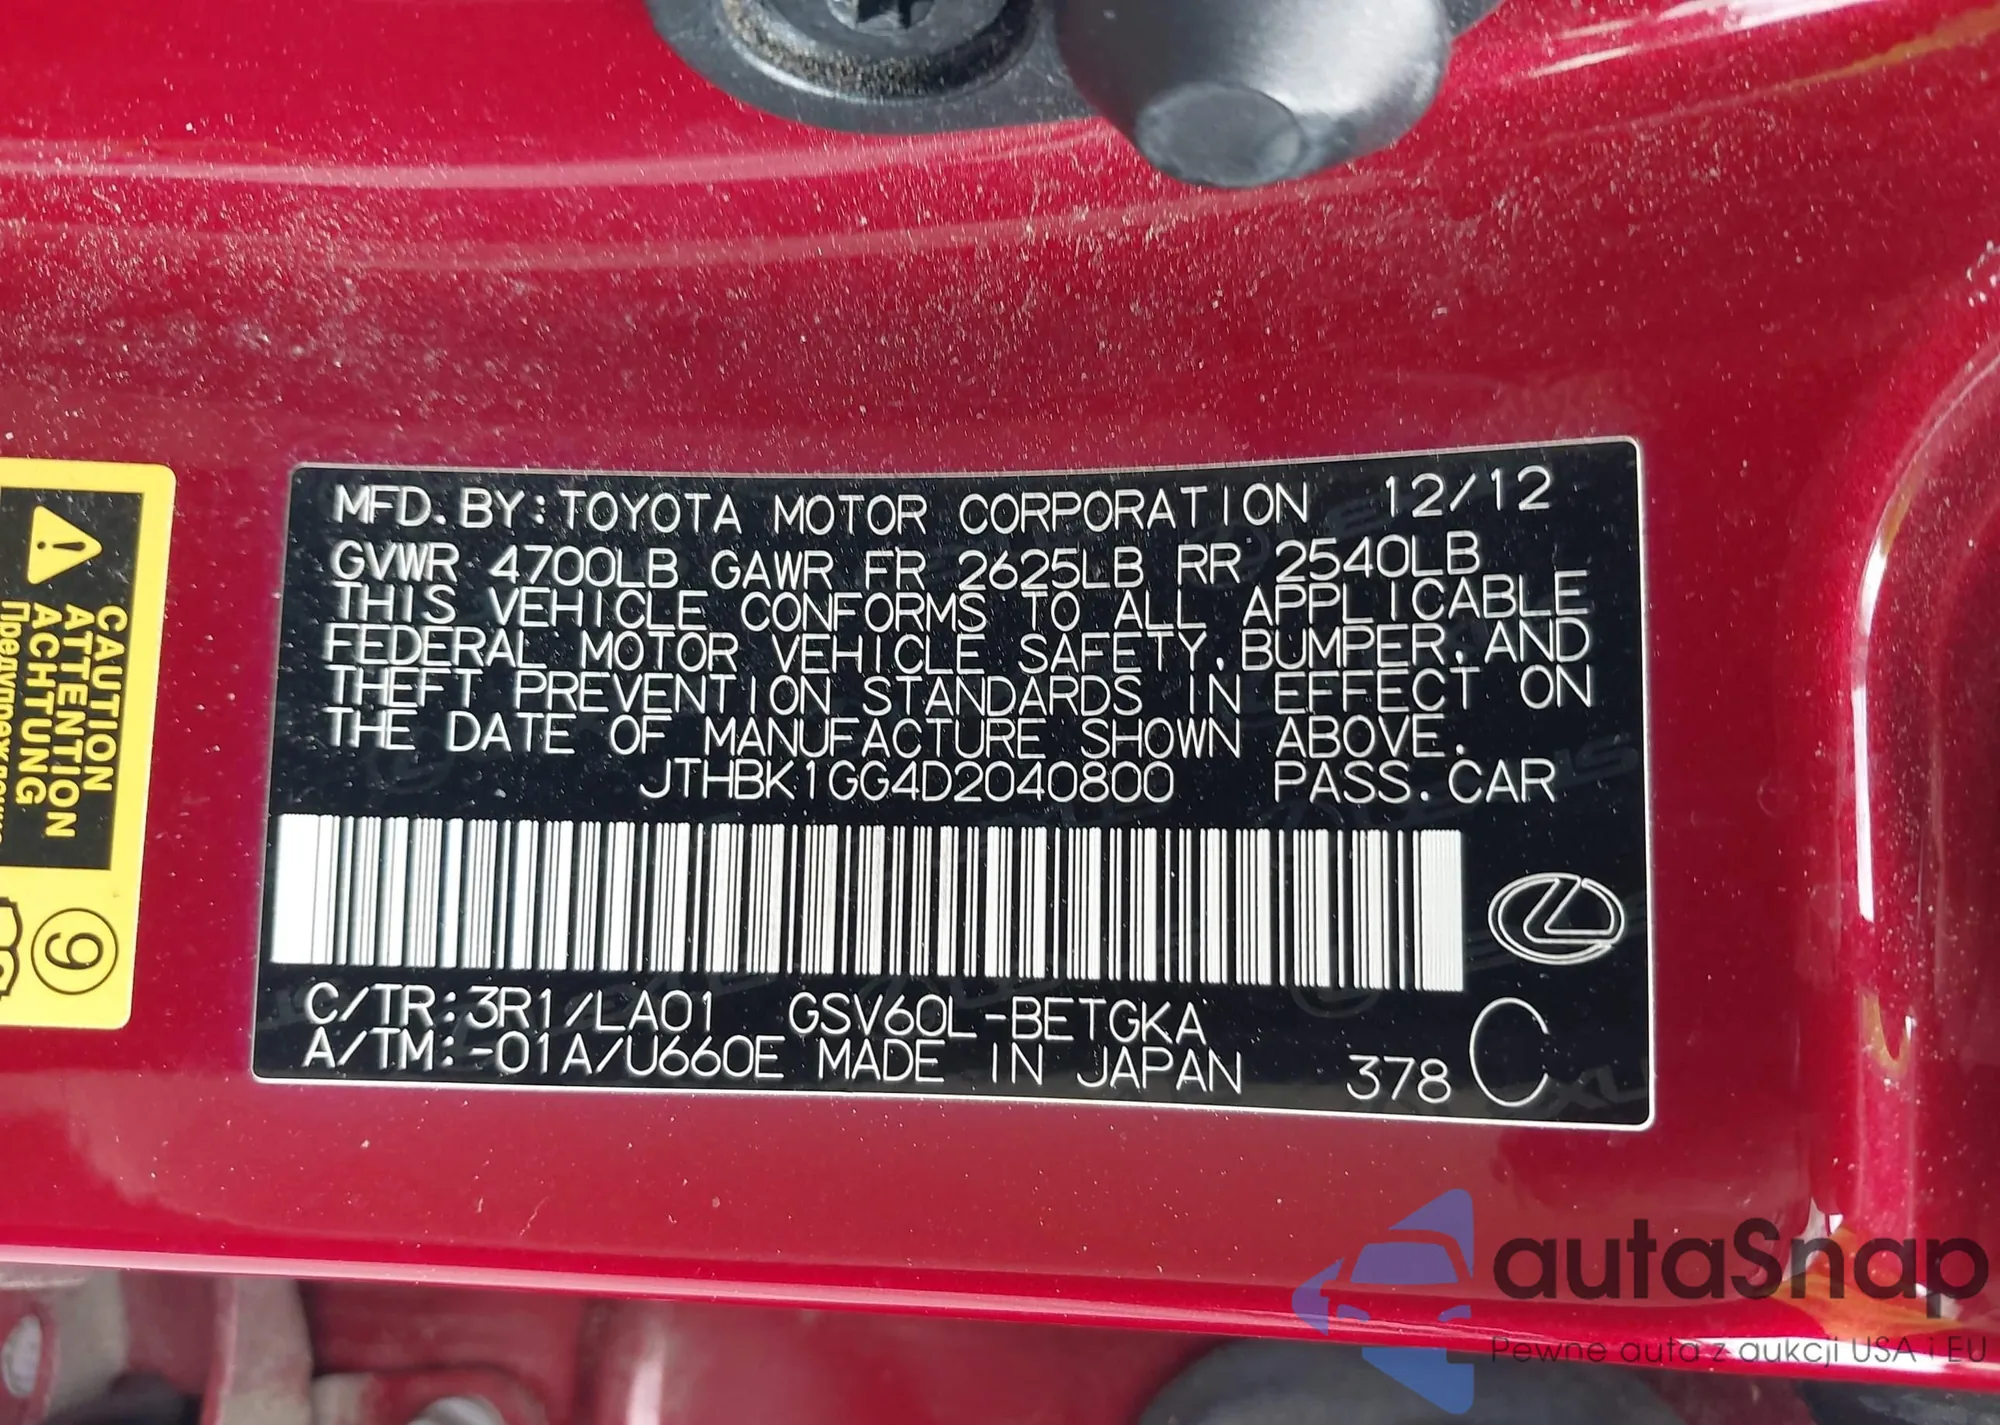 MFD.BY:TOYOTA MOTOR CORPORATION 12/12
GVWR 4700LB GAWR FR 2625LB RR 2540LB
THIS VEHICLE CONFORMS TO ALL APPLICABLE
FEDERAL MOTOR VEHICLE SAFETY,BUMPER,AND
THEFT PREVENTION STANDARDS IN EFFECT ON
THE DATE OF MANUFACTURE SHOWN ABOVE.
JTHBK1GG4D2040800 PASS.CAR
C/TR:3R1/LA01 GSV60L-BETGKA
A/TM:-01A/U660E MADE IN JAPAN 378 C
CAUTION
ATTENTION
ACHTUNG
9
autaSnap
Pewne auta z aukcji USA i EU